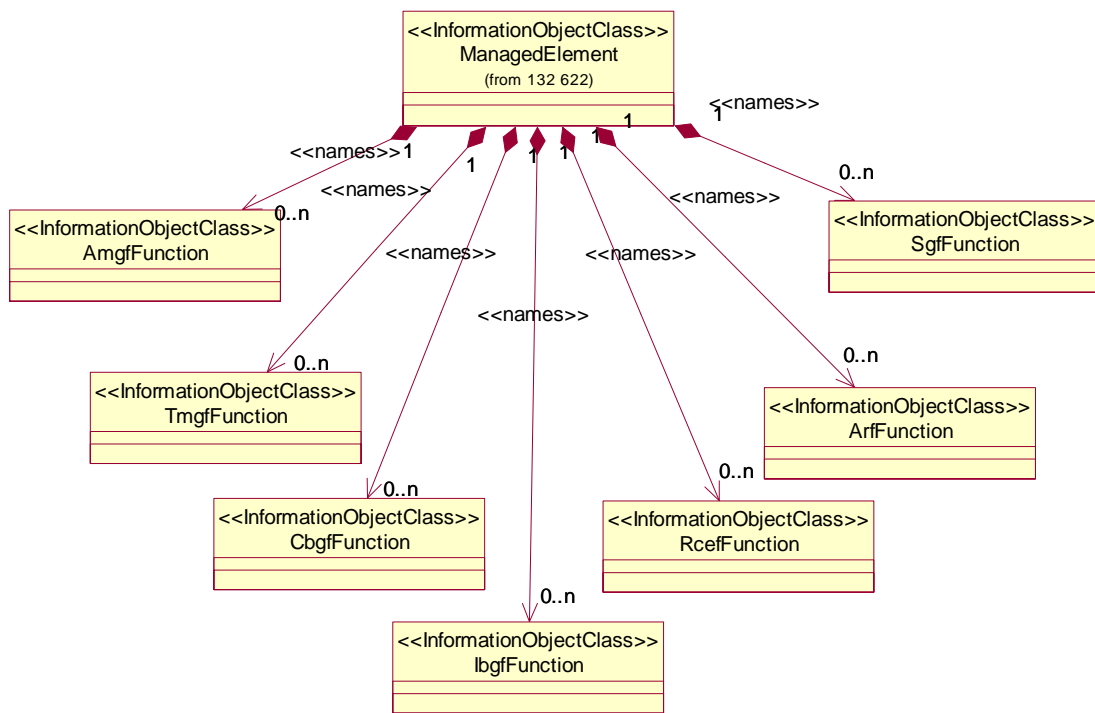 <<InformationObjectClass>>
ManagedElement
(from 132 622)
<<names>>
1
1
<<names>>
1
1
1
1
1
1
0..n
<<names>>
<<names>>
0..n
<<InformationObjectClass>>
SgfFunction
<<InformationObjectClass>>
AmgfFunction
<<names>>
<<names>>
<<names>>
0..n
0..n
<<InformationObjectClass>>
TmgfFunction
<<InformationObjectClass>>
ArfFunction
0..n
0..n
<<InformationObjectClass>>
CbgfFunction
<<InformationObjectClass>>
RcefFunction
0..n
<<InformationObjectClass>>
IbgfFunction